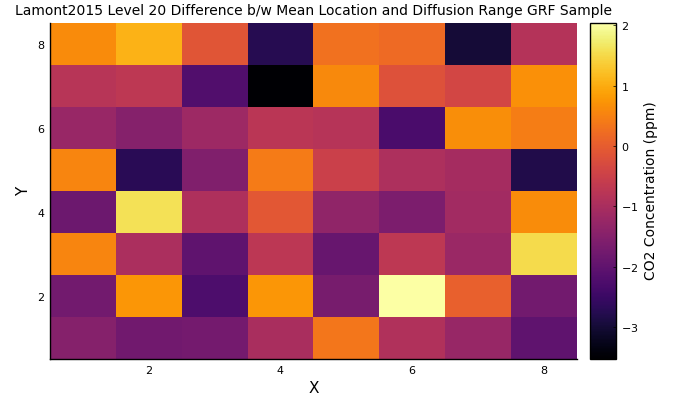 Lamont2015 Level 20 Difference b/w Mean Location and Diffusion Range GRF Sample
8
6
4
2
Y
2 4 6 8
X
2
1
0
−1
−2
−3
CO2 Concentration (ppm)